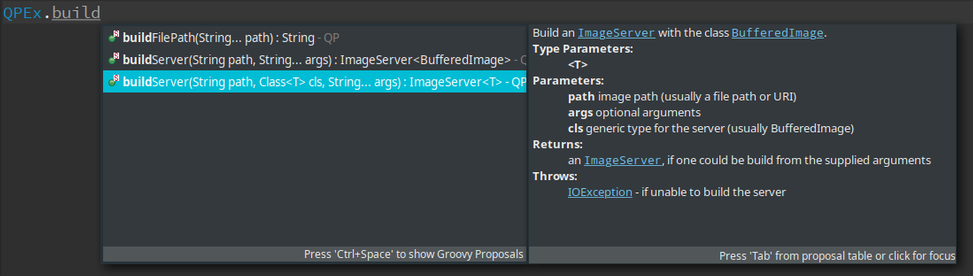 QPEx.build
buildFilePath(String... path) : String - QP
buildServer(String path, String... args) : ImageServer<BufferedImage> - Q
buildServer(String path, Class<T> cls, String... args) : ImageServer<T> - QP
Press 'Ctrl+Space' to show Groovy Proposals
Build an ImageServer with the class BufferedImage.
Type Parameters:
<T>
Parameters:
path image path (usually a file path or URI)
args optional arguments
cls generic type for the server (usually BufferedImage)
Returns:
an ImageServer, if one could be build from the supplied arguments
Throws:
IOException - if unable to build the server
Press 'Tab' from proposal table or click for focus